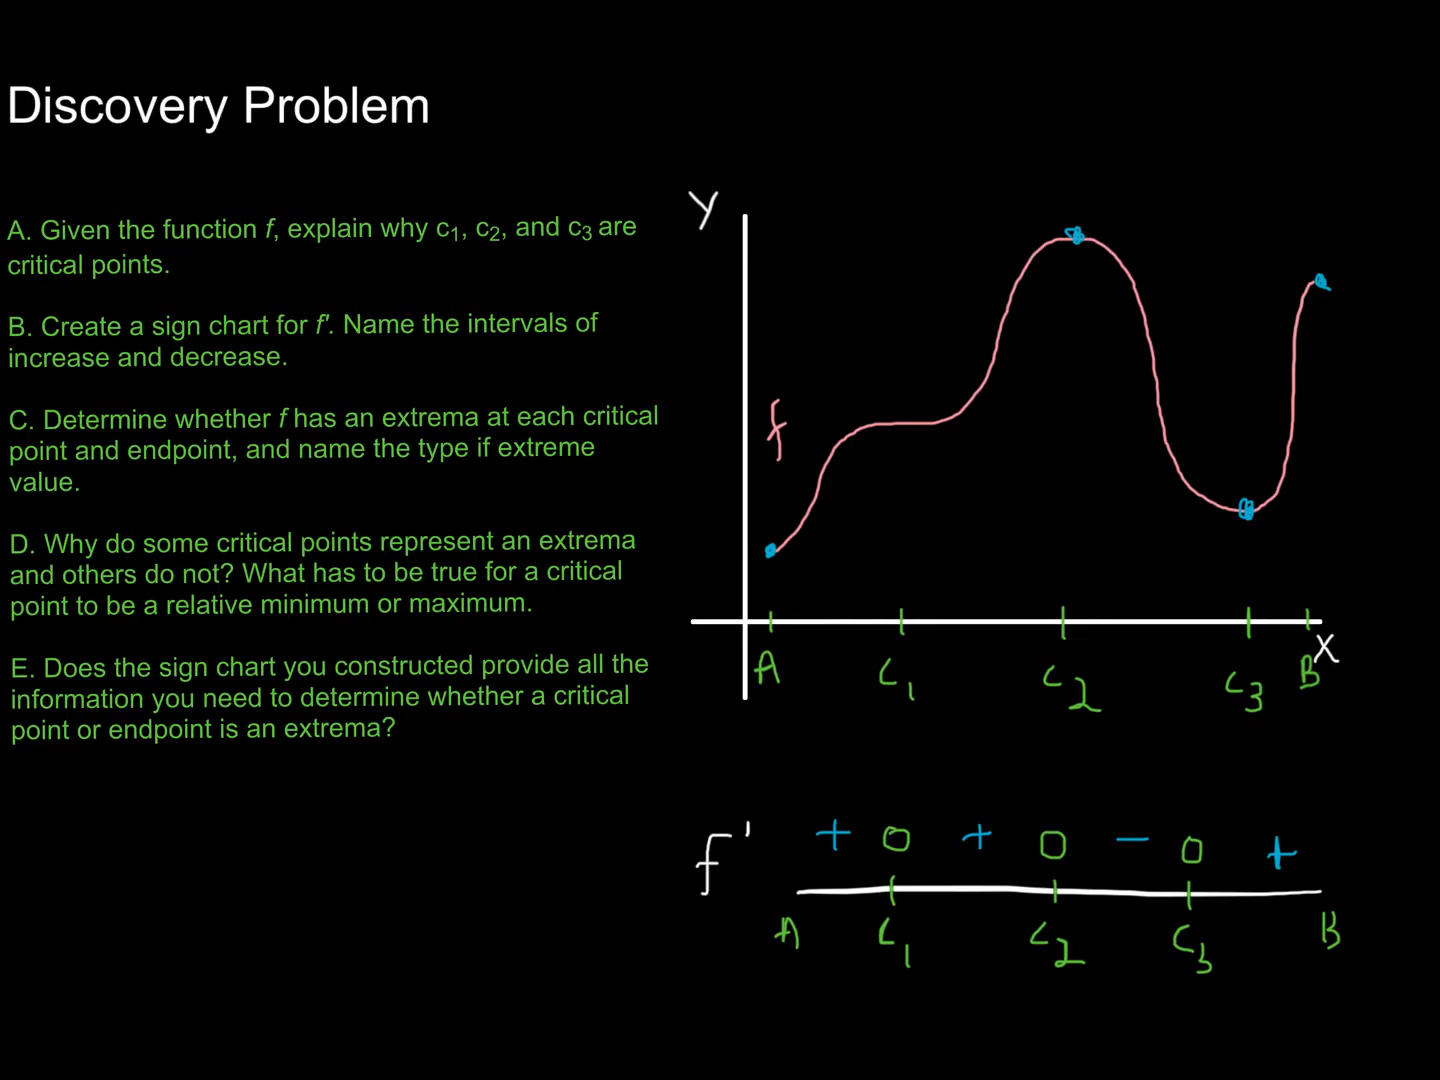 Discovery Problem
A. Given the function f, explain why c₁, c₂, and c₃ are
critical points.
B. Create a sign chart for f'. Name the intervals of
increase and decrease.
C. Determine whether f has an extrema at each critical
point and endpoint, and name the type if extreme
value.
D. Why do some critical points represent an extrema
and others do not? What has to be true for a critical
point to be a relative minimum or maximum.
E. Does the sign chart you constructed provide all the
information you need to determine whether a critical
point or endpoint is an extrema?
Y
f
X
A C₁ C₂ C₃ B
f' + 0 + 0 − 0 +
A C₁ C₂ C₃ B